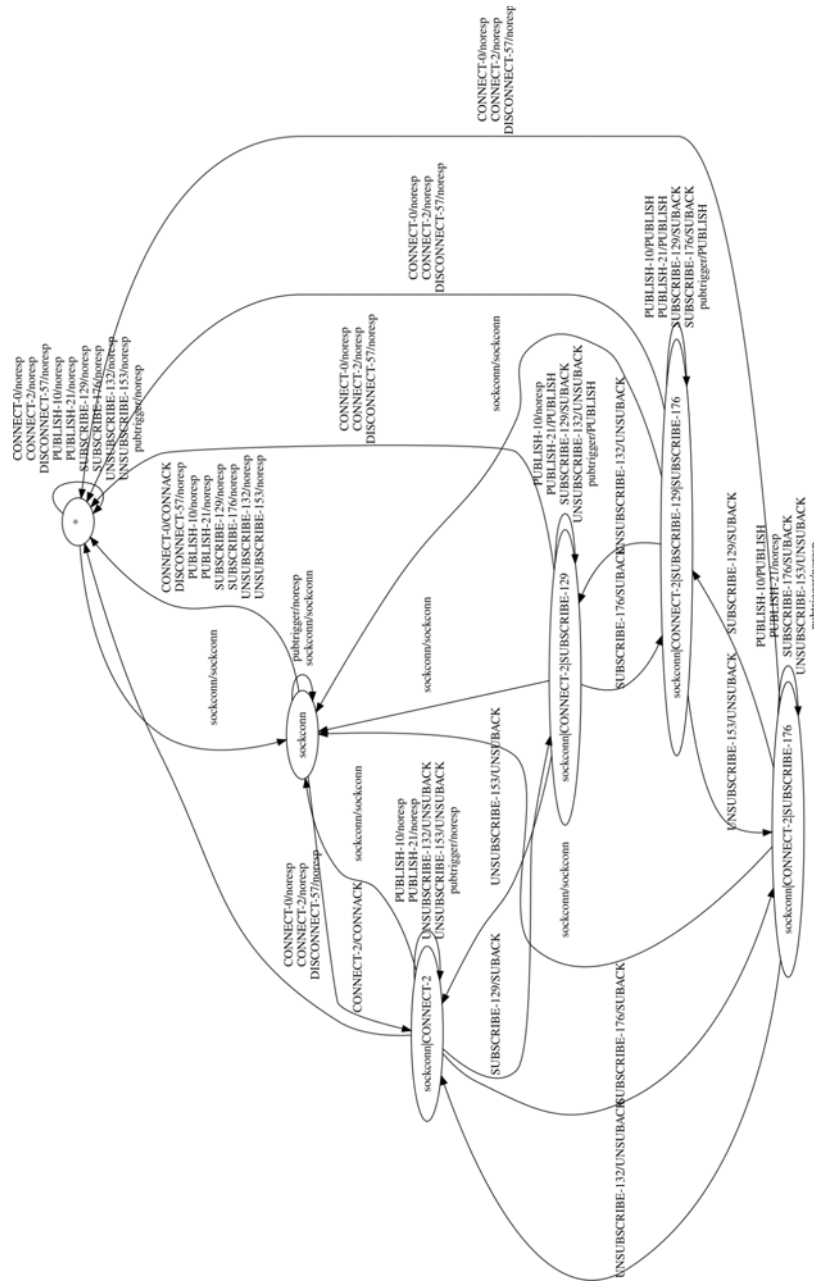 CONNECT-0/noresp
CONNECT-2/noresp
DISCONNECT-57/noresp
CONNECT-0/noresp
CONNECT-2/noresp
DISCONNECT-57/noresp
CONNECT-0/noresp
CONNECT-2/noresp
DISCONNECT-57/noresp
CONNECT-0/noresp
CONNECT-2/noresp
DISCONNECT-57/noresp
PUBLISH-10/noresp
PUBLISH-21/noresp
SUBSCRIBE-129/noresp
SUBSCRIBE-176/noresp
UNSUBSCRIBE-132/noresp
UNSUBSCRIBE-153/noresp
pubtrigger/noresp
*
CONNECT-0/CONNACK
DISCONNECT-57/noresp
PUBLISH-10/noresp
PUBLISH-21/noresp
SUBSCRIBE-129/noresp
SUBSCRIBE-176/noresp
UNSUBSCRIBE-132/noresp
UNSUBSCRIBE-153/noresp
sockconn/sockconn
pubtrigger/noresp
sockconn/sockconn
sockconn
sockconn/sockconn
sockconn/sockconn
PUBLISH-10/noresp
PUBLISH-21/PUBLISH
SUBSCRIBE-129/SUBACK
UNSUBSCRIBE-132/UNSUBACK
pubtrigger/PUBLISH
sockconn|CONNECT-2|SUBSCRIBE-129
PUBLISH-10/PUBLISH
PUBLISH-21/PUBLISH
SUBSCRIBE-129/SUBACK
SUBSCRIBE-176/SUBACK
pubtrigger/PUBLISH
sockconn|CONNECT-2|SUBSCRIBE-129|SUBSCRIBE-176
SUBSCRIBE-176/SUBACK
UNSUBSCRIBE-132/UNSUBACK
UNSUBSCRIBE-153/UNSUBACK
SUBSCRIBE-129/SUBACK
PUBLISH-10/PUBLISH
PUBLISH-21/noresp
SUBSCRIBE-176/SUBACK
UNSUBSCRIBE-153/UNSUBACK
sockconn|CONNECT-2|SUBSCRIBE-176
CONNECT-0/noresp
CONNECT-2/noresp
DISCONNECT-57/noresp
CONNECT-2/CONNACK
sockconn/sockconn
PUBLISH-10/noresp
PUBLISH-21/noresp
UNSUBSCRIBE-132/UNSUBACK
UNSUBSCRIBE-153/UNSUBACK
pubtrigger/noresp
sockconn|CONNECT-2
SUBSCRIBE-129/SUBACK
UNSUBSCRIBE-153/UNSUBACK
sockconn/sockconn
UNSUBSCRIBE-132/UNSUBACK
SUBSCRIBE-176/SUBACK